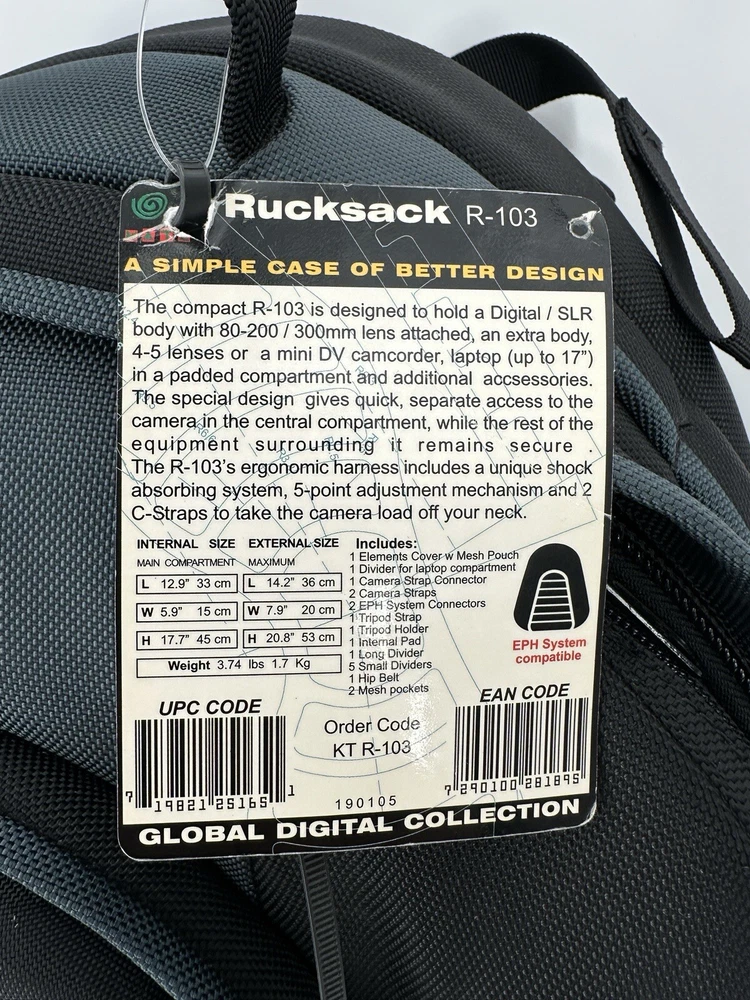 Rucksack R-103
A SIMPLE CASE OF BETTER DESIGN
The compact R-103 is designed to hold a Digital / SLR
body with 80-200 / 300mm lens attached, an extra body,
4-5 lenses or a mini DV camcorder, laptop (up to 17")
in a padded compartment and additional accsessories.
The special design gives quick, separate access to the
camera in the central compartment, while the rest of the
equipment surrounding it remains secure .
The R-103's ergonomic harness includes a unique shock
absorbing system, 5-point adjustment mechanism and 2
C-Straps to take the camera load off your neck.
INTERNAL SIZE EXTERNAL SIZE
MAIN COMPARTMENT MAXIMUM
L 12.9" 33 cm L 14.2" 36 cm
W 5.9" 15 cm W 7.9" 20 cm
H 17.7" 45 cm H 20.8" 53 cm
Weight 3.74 lbs 1.7 Kg
Includes:
1 Elements Cover w Mesh Pouch
1 Divider for laptop compartment
1 Camera Strap Connector
2 Camera Straps
2 EPH System Connectors
1 Tripod Strap
1 Tripod Holder
1 Internal Pad
1 Long Divider
5 Small Dividers
1 Hip Belt
2 Mesh pockets
EPH System
compatible
UPC CODE
7 19821 25165 1
Order Code
KT R-103
190105
EAN CODE
7 290100 281895
GLOBAL DIGITAL COLLECTION